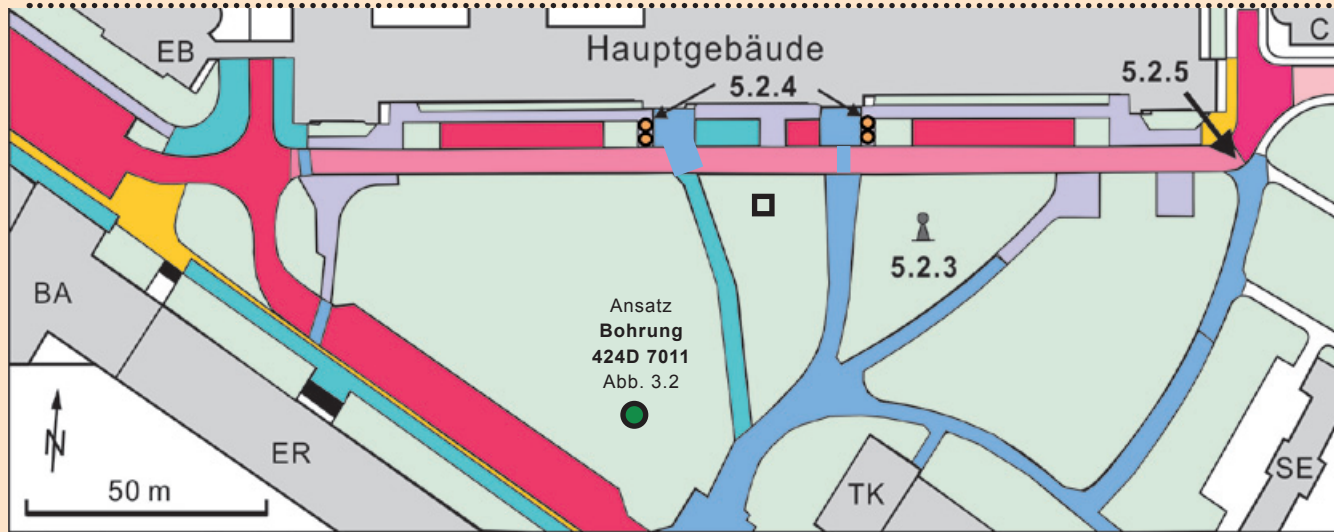 EB
Hauptgebäude
5.2.4
5.2.5
C
5.2.3
BA
Ansatz
Bohrung
424D 7011
Abb. 3.2
N
50 m
ER
TK
SE